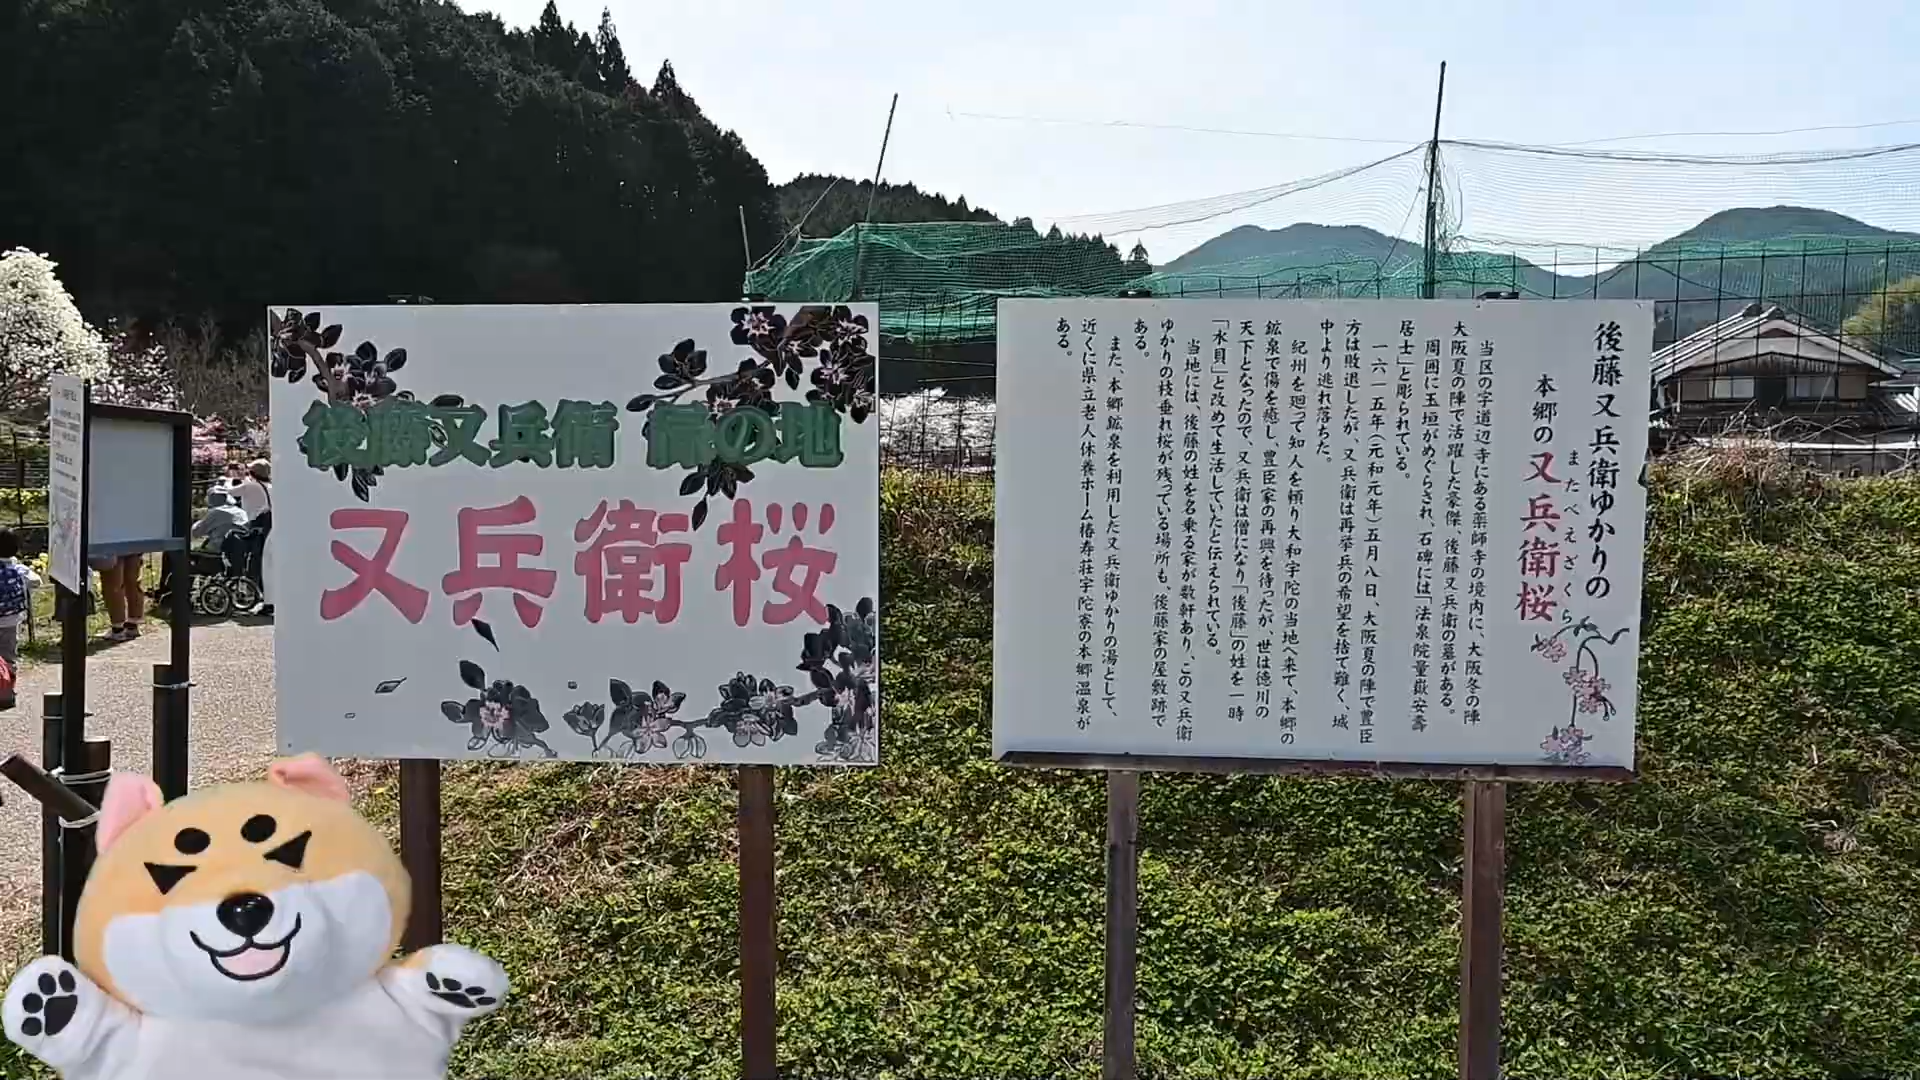 後藤又兵衛 縁の地
又兵衛桜
後藤又兵衛ゆかりの
本郷の又兵衛桜
またべえざくら
当区の字道辺寺にある薬師寺の境内に、大阪冬の陣
大阪夏の陣で活躍した豪傑、後藤又兵衛の墓がある。
周囲に玉垣がめぐらされ、石碑には「法泉院量嶽安壽
居士」と彫られている。
一六一五年(元和元年)五月八日、大阪夏の陣で豊臣
方は敗退したが、又兵衛は再挙兵の希望を捨て難く、城
中より逃れ落ちた。
紀州を廻って知人を頼り大和宇陀の当地へ来て、本郷の
鉱泉で傷を癒し、豊臣家の再興を待ったが、世は徳川の
天下となったので、又兵衛は僧になり「後藤」の姓を一時
「水貝」と改めて生活していたと伝えられている。
当地には、後藤の姓を名乗る家が数軒あり、この又兵衛
ゆかりの枝垂れ桜が残っている場所も、後藤家の屋敷跡で
ある。
また、本郷鉱泉を利用した又兵衛ゆかりの湯として、
近くに県立老人休養ホーム椿寿荘宇陀寮の本郷温泉が
ある。